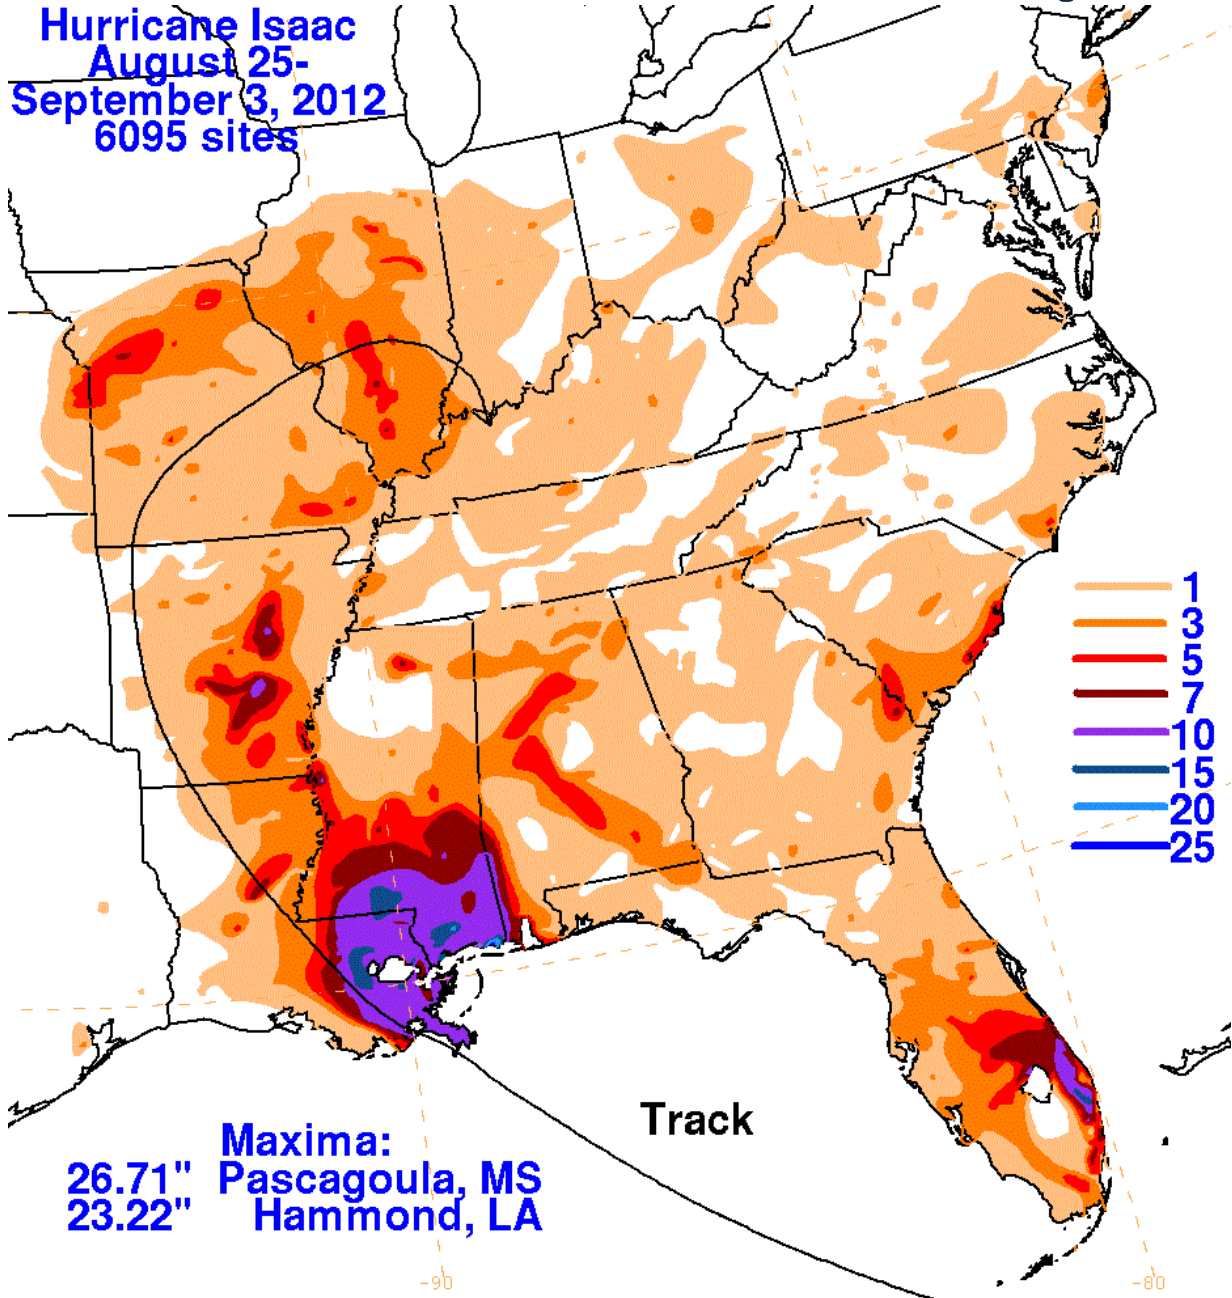 Hurricane Isaac
August 25-
September 3, 2012
6095 sites
1
3
5
7
10
15
20
25
Track
Maxima:
26.71" Pascagoula, MS
23.22" Hammond, LA
-90
-80